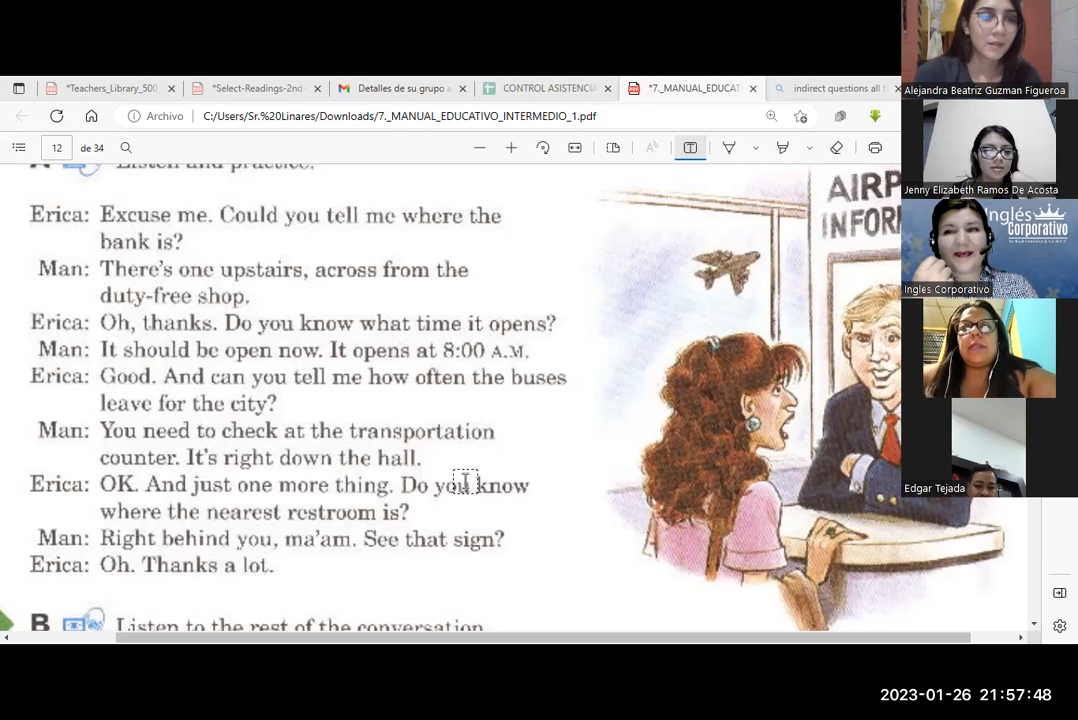 *Teachers_Library_500
*Select-Readings-2nd-
Detalles de su grupo a
CONTROL ASISTENCIA
*7._MANUAL_EDUCAT
indirect questions all t
Archivo
C:/Users/Sr.%20Linares/Downloads/7._MANUAL_EDUCATIVO_INTERMEDIO_1.pdf
12 de 34
Listen and practice.
Erica: Excuse me. Could you tell me where the
bank is?
Man: There's one upstairs, across from the
duty-free shop.
Erica: Oh, thanks. Do you know what time it opens?
Man: It should be open now. It opens at 8:00 A.M.
Erica: Good. And can you tell me how often the buses
leave for the city?
Man: You need to check at the transportation
counter. It's right down the hall.
Erica: OK. And just one more thing. Do you know
where the nearest restroom is?
Man: Right behind you, ma'am. See that sign?
Erica: Oh. Thanks a lot.
B Listen to the rest of the conversation
AIRP
INFOR
Alejandra Beatriz Guzman Figueroa
Jenny Elizabeth Ramos De Acosta
Inglés
Corporativo
Ingles Corporativo
Edgar Tejada
2023-01-26 21:57:48